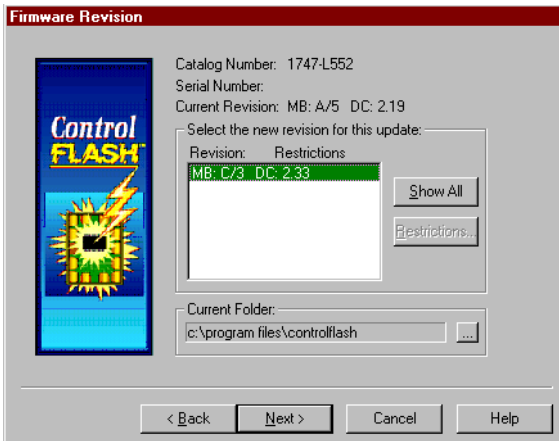 Firmware Revision
Control
FLASH™
Catalog Number: 1747-L552
Serial Number:
Current Revision: MB: A/5 DC: 2.19
Select the new revision for this update:
Revision: Restrictions
MB: C/3 DC: 2.33
Show All
Restrictions...
Current Folder:
c:\program files\controlflash
...
< Back
Next >
Cancel
Help